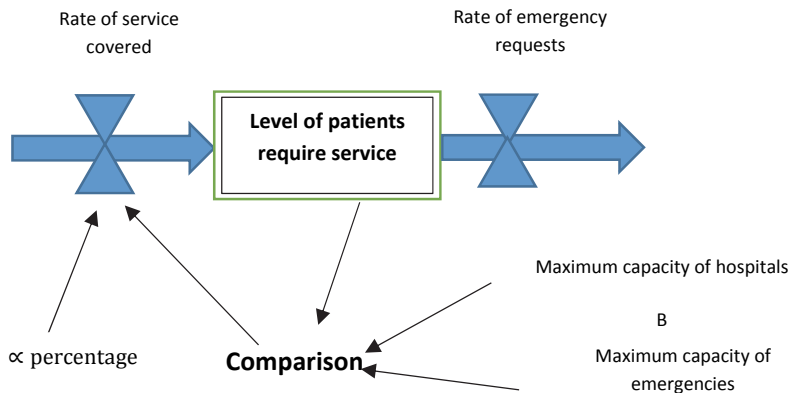 Rate of service
covered
Rate of emergency
requests
Level of patients
require service
Maximum capacity of hospitals
B
Maximum capacity of
emergencies
∝ percentage
Comparison